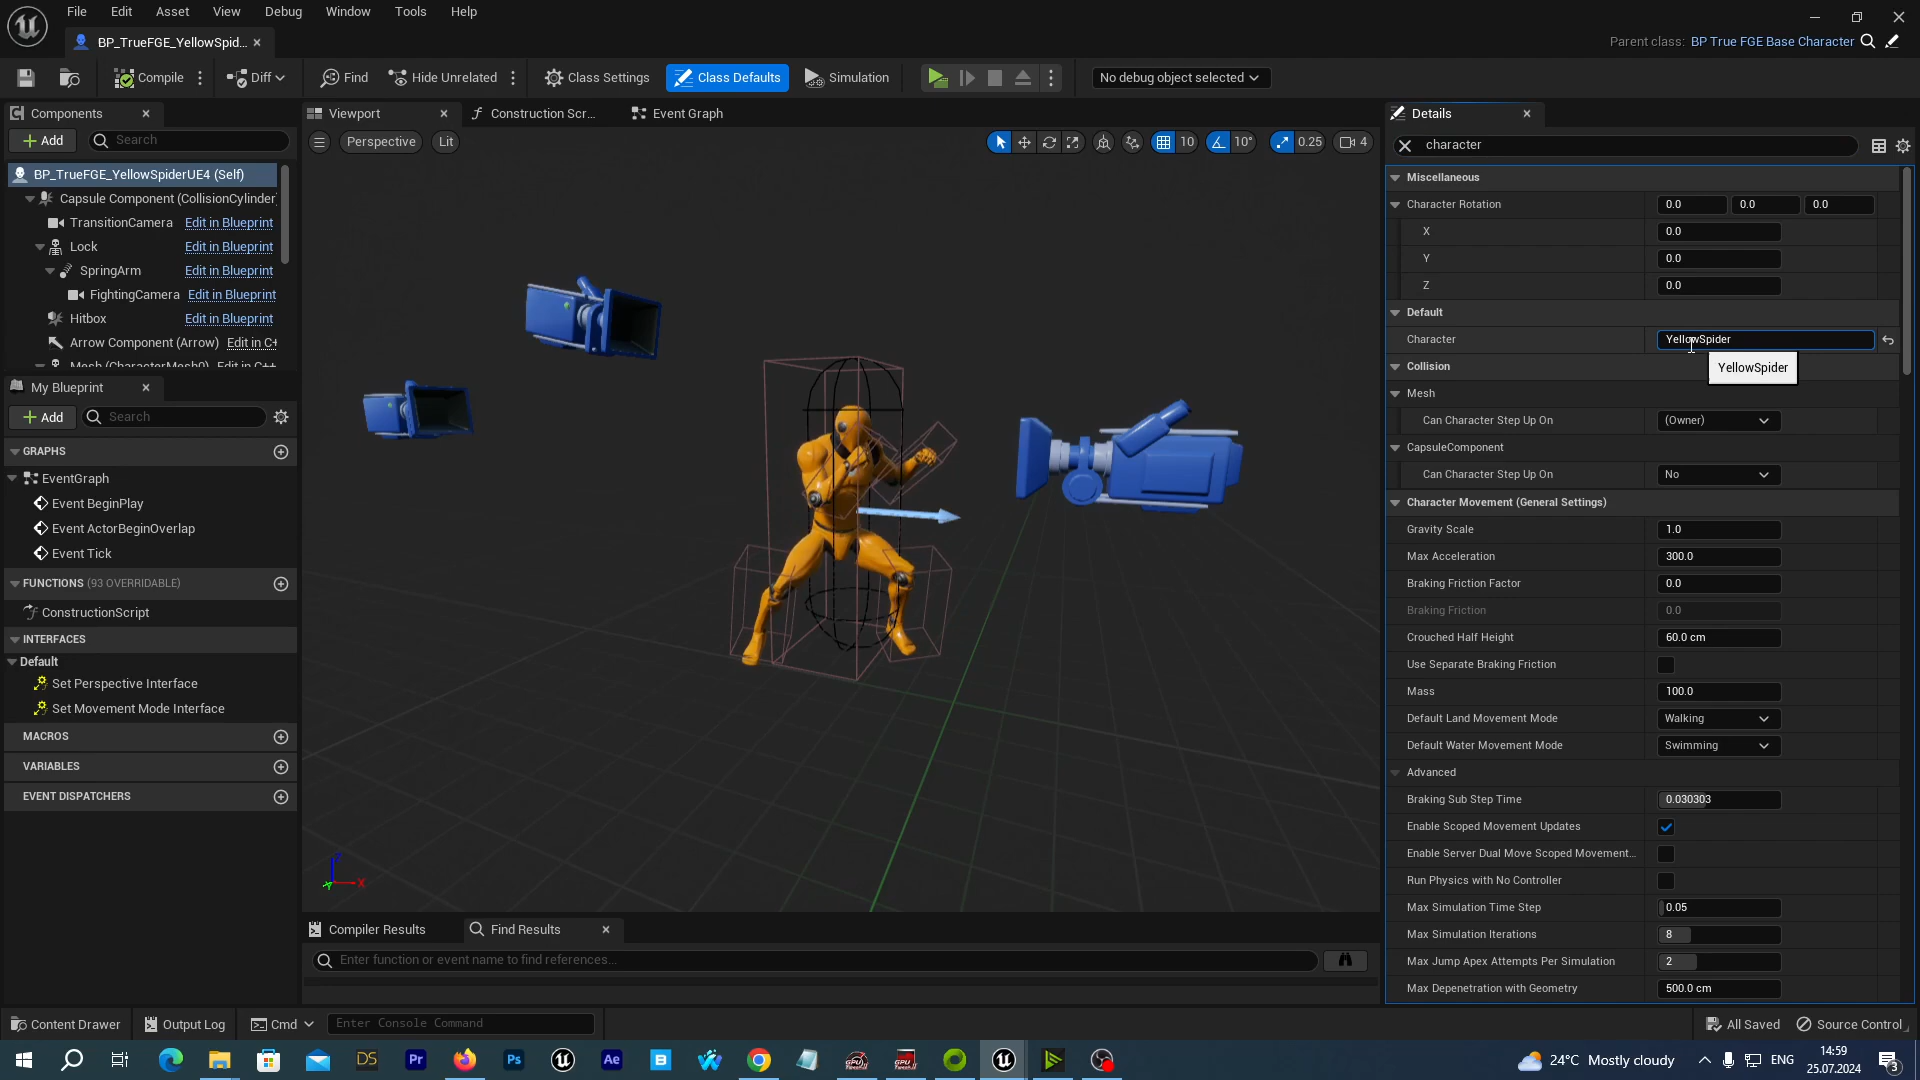 File Edit Asset View Debug Window Tools Help
BP_TrueFGE_YellowSpid...
Parent class: BP True FGE Base Character
Compile Diff Find Hide Unrelated Class Settings Class Defaults Simulation No debug object selected
Components
Add Search
BP_TrueFGE_YellowSpiderUE4 (Self)
Capsule Component (CollisionCylinder)
TransitionCamera Edit in Blueprint
Lock Edit in Blueprint
SpringArm Edit in Blueprint
FightingCamera Edit in Blueprint
Hitbox Edit in Blueprint
Arrow Component (Arrow) Edit in C+
Mesh (CharacterMesh0) Edit in C++
My Blueprint
Add Search
GRAPHS
EventGraph
Event BeginPlay
Event ActorBeginOverlap
Event Tick
FUNCTIONS (93 OVERRIDABLE)
ConstructionScript
INTERFACES
Default
Set Perspective Interface
Set Movement Mode Interface
MACROS
VARIABLES
EVENT DISPATCHERS
Viewport Construction Scr... Event Graph
Perspective Lit 10 10° 0.25 4
Z
Y X
Compiler Results Find Results
Enter function or event name to find references...
Details
character
Miscellaneous
Character Rotation 0.0 0.0 0.0
X 0.0
Y 0.0
Z 0.0
Default
Character YellowSpider
Collision
YellowSpider
Mesh
Can Character Step Up On (Owner)
CapsuleComponent
Can Character Step Up On No
Character Movement (General Settings)
Gravity Scale 1.0
Max Acceleration 300.0
Braking Friction Factor 0.0
Braking Friction 0.0
Crouched Half Height 60.0 cm
Use Separate Braking Friction
Mass 100.0
Default Land Movement Mode Walking
Default Water Movement Mode Swimming
Advanced
Braking Sub Step Time 0.030303
Enable Scoped Movement Updates
Enable Server Dual Move Scoped Movement...
Run Physics with No Controller
Max Simulation Time Step 0.05
Max Simulation Iterations 8
Max Jump Apex Attempts Per Simulation 2
Max Depenetration with Geometry 500.0 cm
Content Drawer Output Log Cmd Enter Console Command All Saved Source Control
DS Pr Ps Ae
24°C Mostly cloudy ENG 14:59
25.07.2024 3